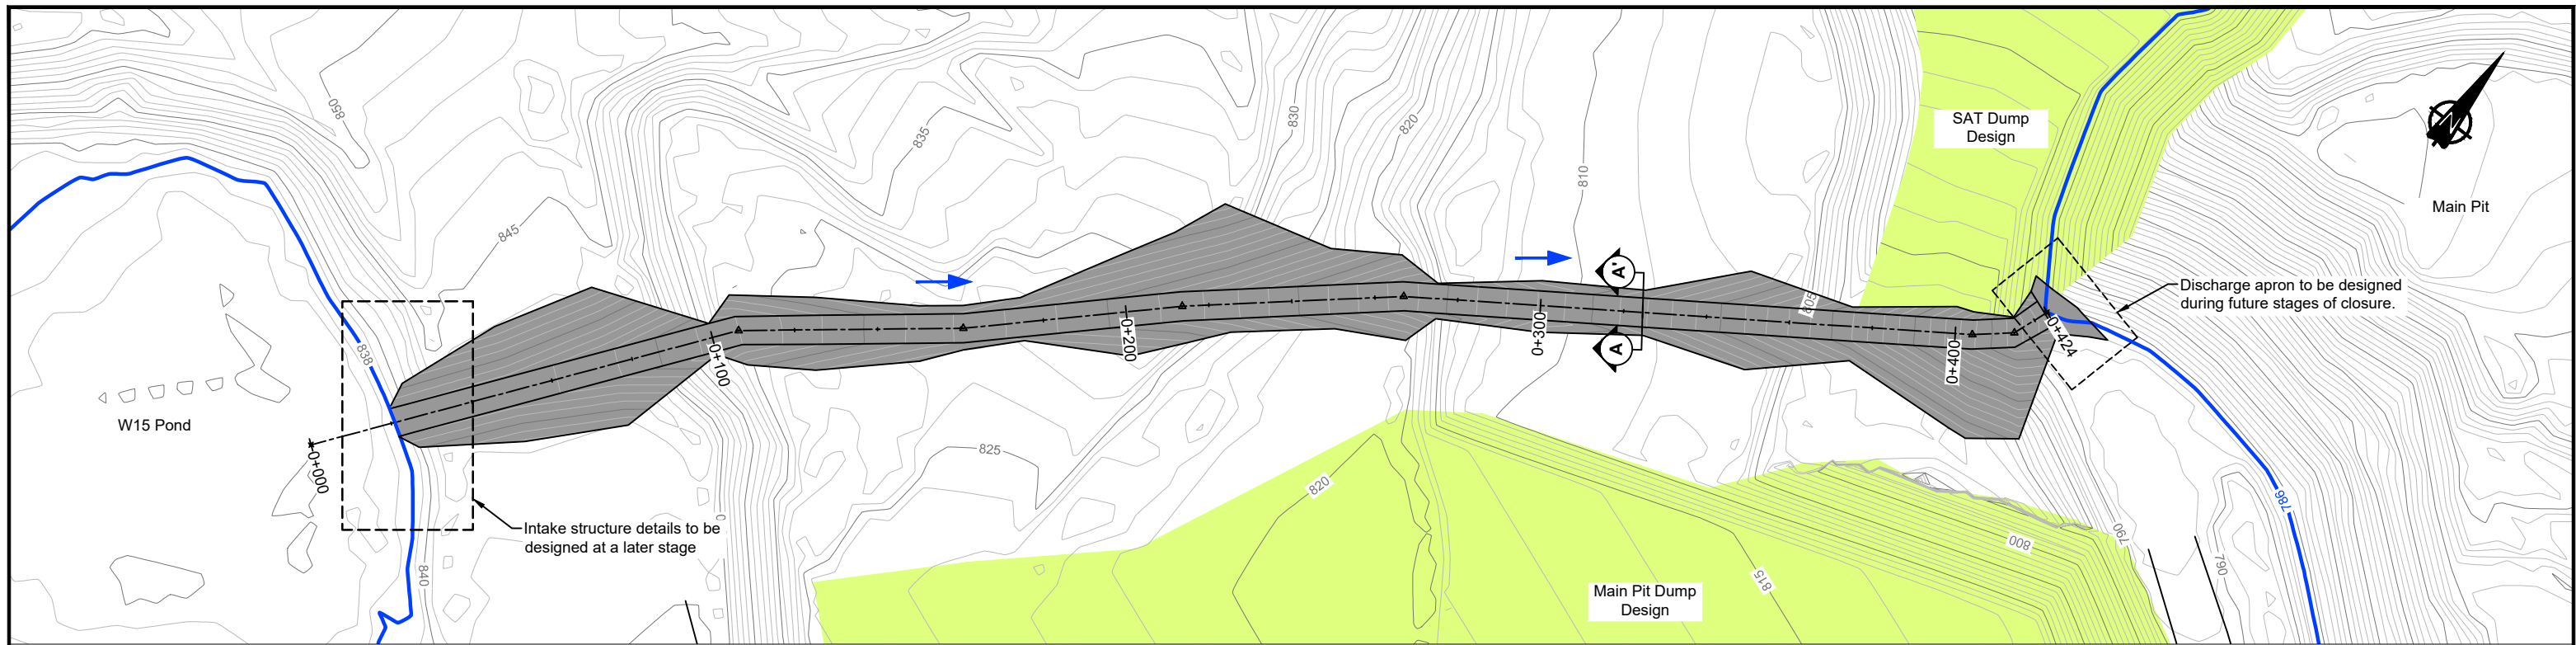 860
845
838
840
W15 Pond
0+000
0+100
Intake structure details to be
designed at a later stage
835
830
820
0+200
825
820
810
A'
A
0+300
805
0+400
0+424
SAT Dump
Design
Main Pit
N
Discharge apron to be designed
during future stages of closure.
Main Pit Dump
Design
815
800
790
790
786